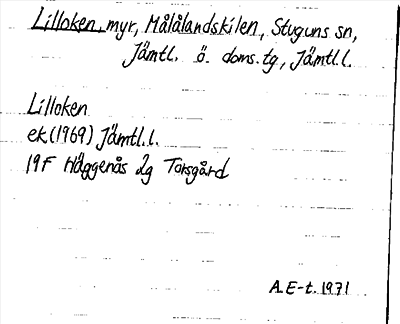 Lilloken, myr, Målålandskilen, Stuguns sn,
Jämtl. ö. doms.tg., Jämtl.l.
Lilloken
ek (1969) Jämtl.l.
19F Häggenås 2g Torsgård
A.E-t. 1971